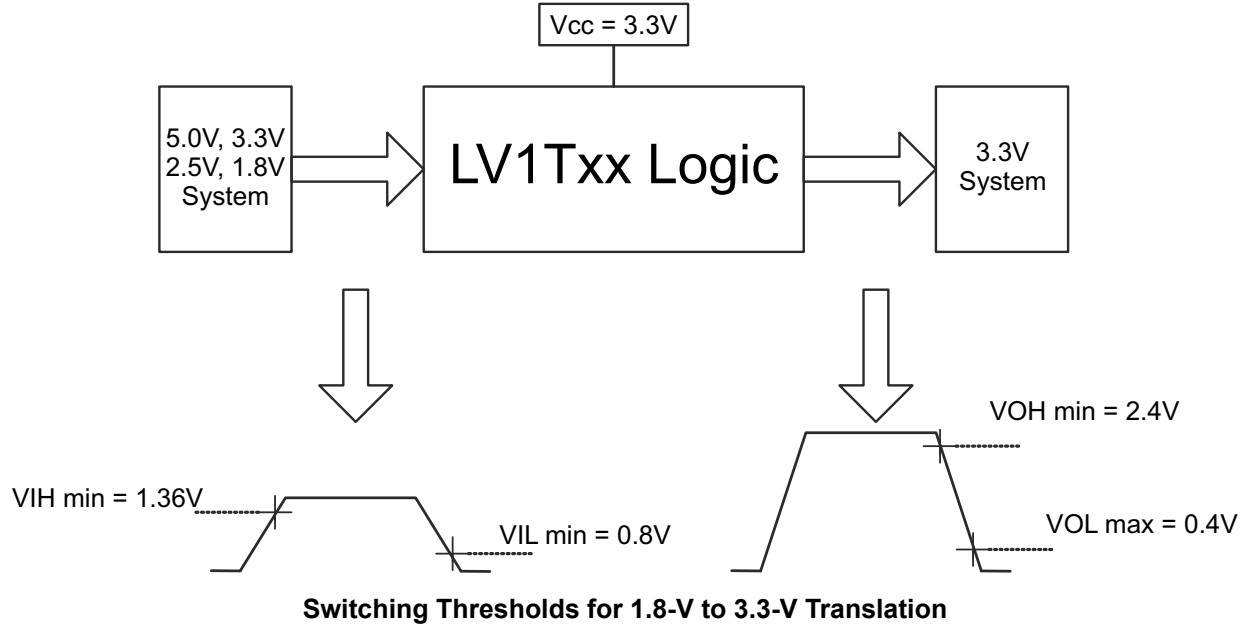 Vcc = 3.3V
5.0V, 3.3V
2.5V, 1.8V
System
LV1Txx Logic
3.3V
System
VOH min = 2.4V
VIH min = 1.36V
VIL min = 0.8V
VOL max = 0.4V
Switching Thresholds for 1.8-V to 3.3-V Translation